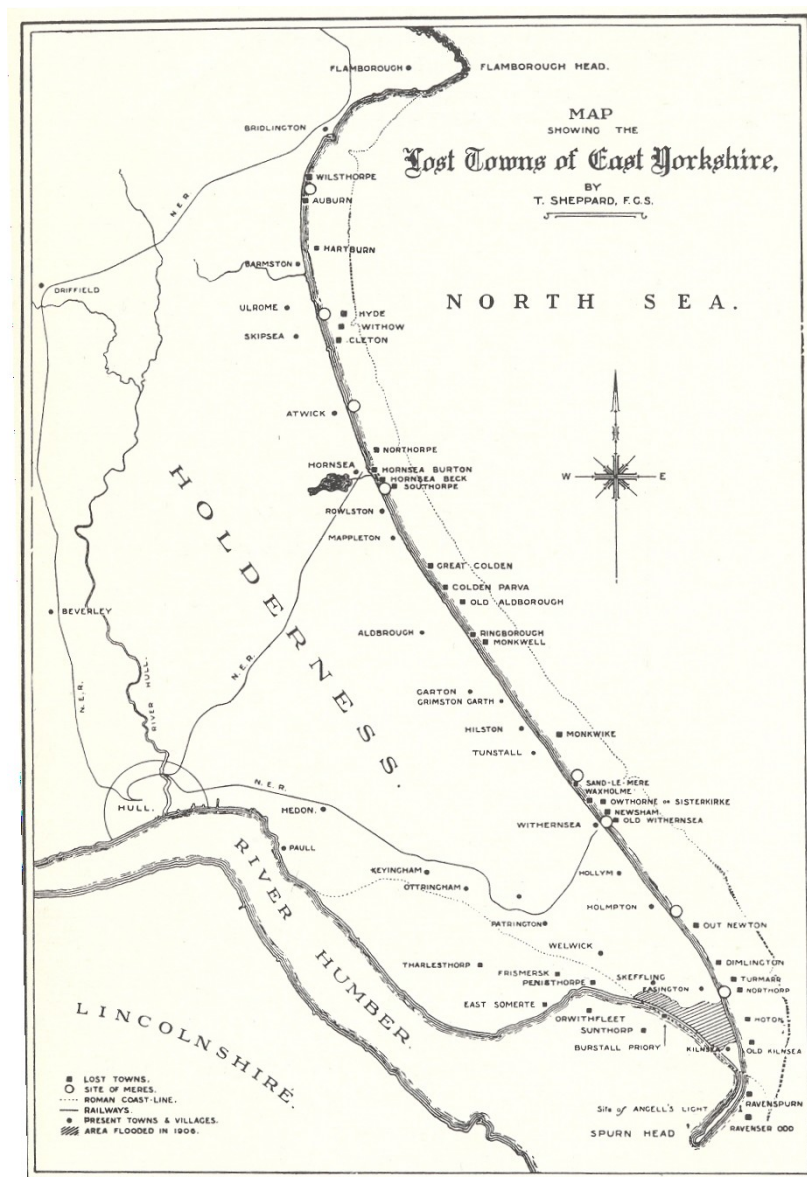 FLAMBOROUGH
FLAMBOROUGH HEAD.
MAP
SHOWING THE
Lost Towns of East Yorkshire,
BY
T. SHEPPARD, F.G.S.
BRIDLINGTON
WILSTHORPE
AUBURN
N.E.R
HARTBURN
BARMSTON
DRIFFIELD
NORTH SEA.
ULROME
HYDE
WITHOW
SKIPSEA
CLETON
ATWICK
NORTHORPE
HORNSEA
HORNSEA BURTON
HORNSEA BECK
SOUTHORPE
W
E
ROWLSTON
MAPPLETON
HOLDERNESS.
GREAT COLDEN
COLDEN PARVA
OLD ALDBOROUGH
BEVERLEY
ALDBROUGH
RINGBOROUGH
MONKWELL
N.E.R.
N.E.R.
RIVER HULL.
GARTON
GRIMSTON GARTH
HILSTON
MONKWIKE
TUNSTALL
N.E.R.
SAND-LE-MERE
WAXHOLME
HULL.
HEDON.
OWTHORNE OR SISTERKIRKE
NEWSHAM.
OLD WITHERNSEA
WITHERNSEA
PAULL
KEYINGHAM
OTTRINGHAM
HOLLYM
HOLMPTON
RIVER HUMBER.
PATRINGTON
OUT NEWTON
WELWICK
THARLESTHORP
DIMLINGTON
FRISMERSK
SKEFFLING
TURMARR
PENISTHORPE
EASINGTON
NORTHORP
EAST SOMERTE
ORWITHFLEET
HOTON
SUNTHORP
BURSTALL PRIORY
KILNSEA
OLD KILNSEA
LINCOLNSHIRE.
LOST TOWNS.
SITE OF MERES.
ROMAN COAST-LINE.
RAILWAYS.
PRESENT TOWNS & VILLAGES.
AREA FLOODED IN 1906.
RAVENSPURN
Site of ANGELL'S LIGHT
RAVENSER ODD
SPURN HEAD